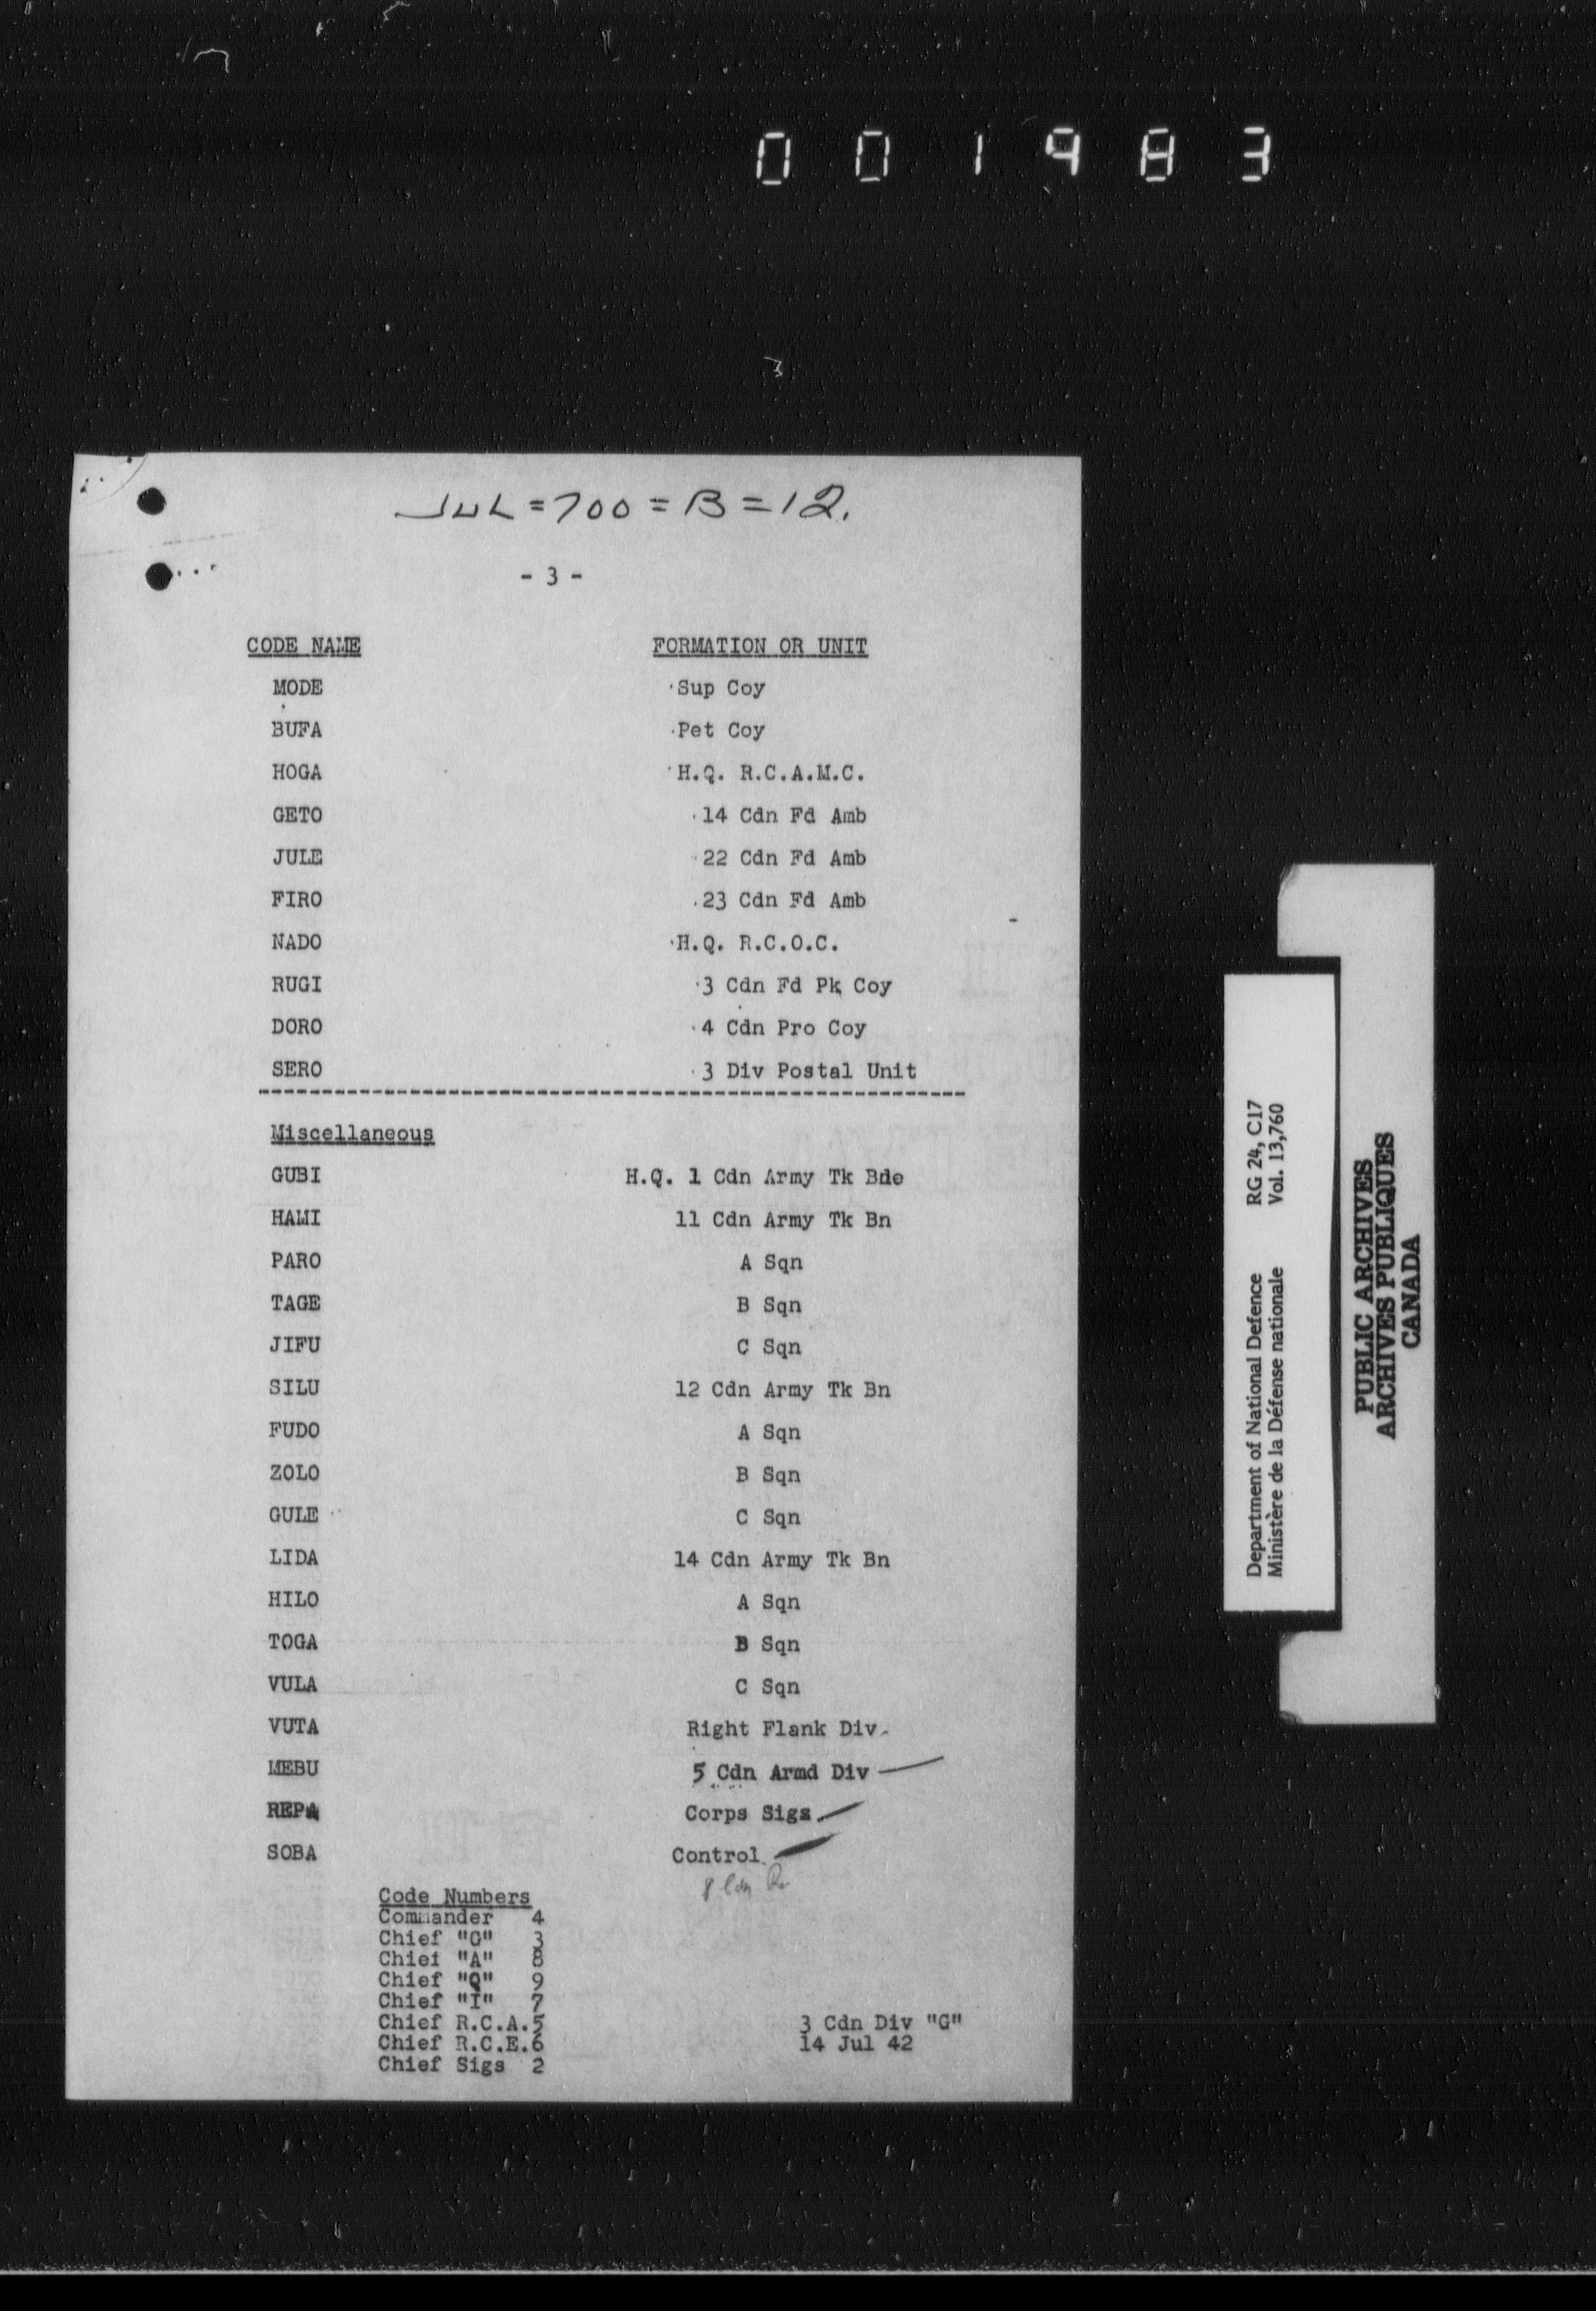 001983
JUL = 700 = B = 12.
- 3 -
CODE NAME FORMATION OR UNIT
MODE Sup Coy
BUFA Pet Coy
HOGA H.Q. R.C.A.M.C.
GETO 14 Cdn Fd Amb
JULE 22 Cdn Fd Amb
FIRO 23 Cdn Fd Amb
NADO H.Q. R.C.O.C.
RUGI 3 Cdn Fd Pk Coy
DORO 4 Cdn Pro Coy
SERO 3 Div Postal Unit
Miscellaneous
GUBI H.Q. 1 Cdn Army Tk Bde
HAMI 11 Cdn Army Tk Bn
PARO A Sqn
TAGE B Sqn
JIFU C Sqn
SILU 12 Cdn Army Tk Bn
FUDO A Sqn
ZOLO B Sqn
GULE C Sqn
LIDA 14 Cdn Army Tk Bn
HILO A Sqn
TOGA B Sqn
VULA C Sqn
VUTA Right Flank Div.
MEBU 5 Cdn Armd Div
REPA Corps Sigs
SOBA Control
8
Code Numbers
Commander 4
Chief "G" 3
Chief "A" 8
Chief "Q" 9
Chief "I" 7
Chief R.C.A. 5
Chief R.C.E. 6
Chief Sigs 2
3 Cdn Div "G"
14 Jul 42
Department of National Defence RG 24, C17
Ministère de la Défense nationale Vol. 13,760
PUBLIC ARCHIVES
ARCHIVES PUBLIQUES
CANADA